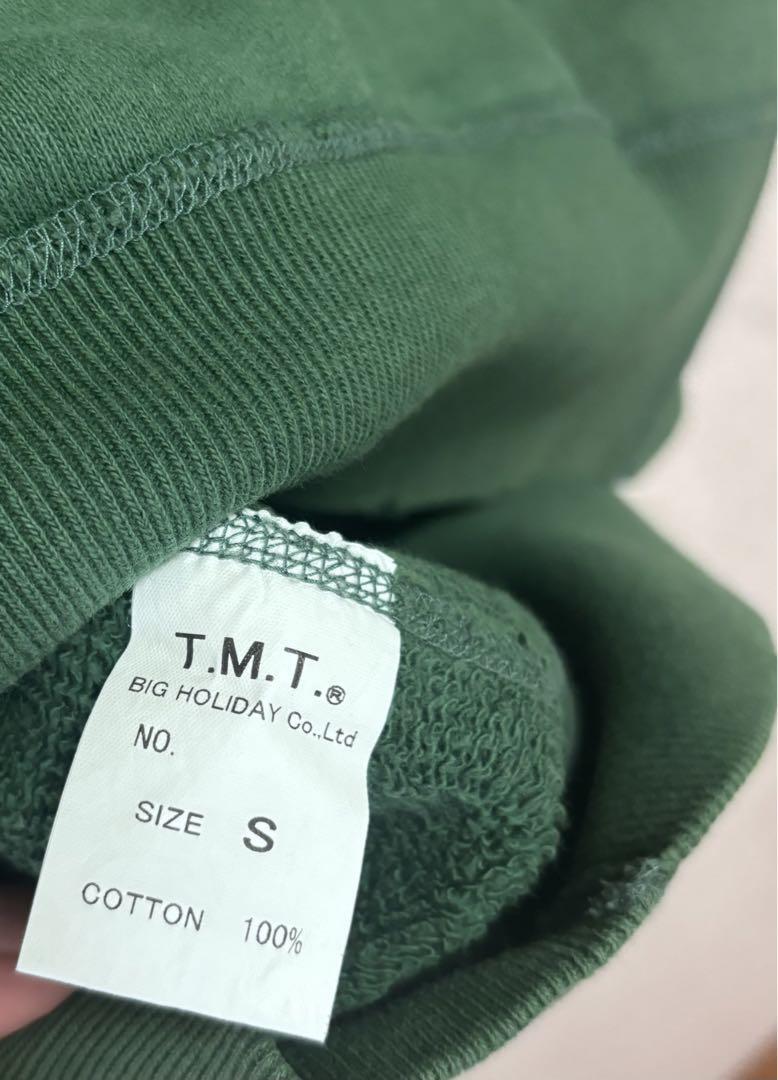 T.M.T.®
BIG HOLIDAY Co.,Ltd
NO.
SIZE S
COTTON 100%